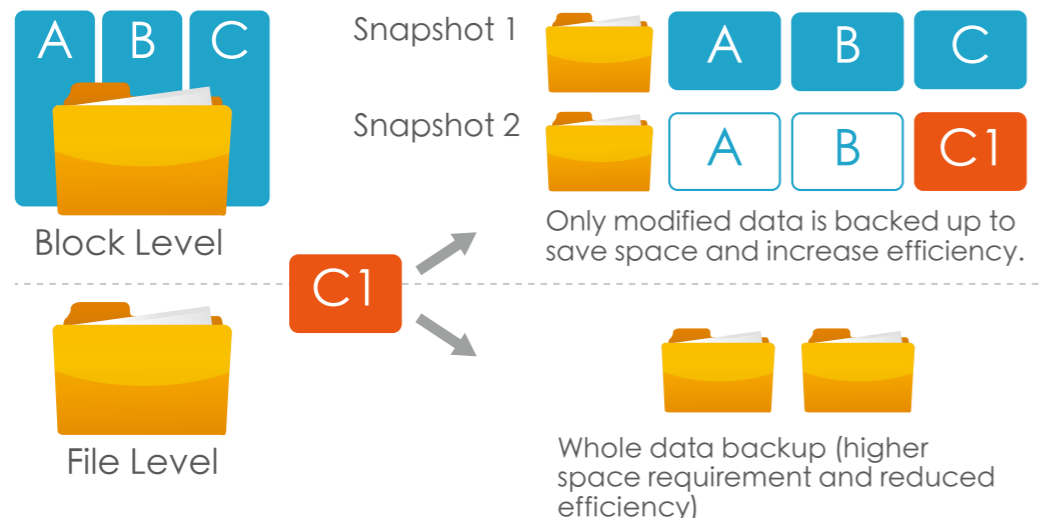 A B C
Snapshot 1
A B C
Snapshot 2
A B C1
Only modified data is backed up to
save space and increase efficiency.
Block Level
C1
File Level
Whole data backup (higher
space requirement and reduced
efficiency)